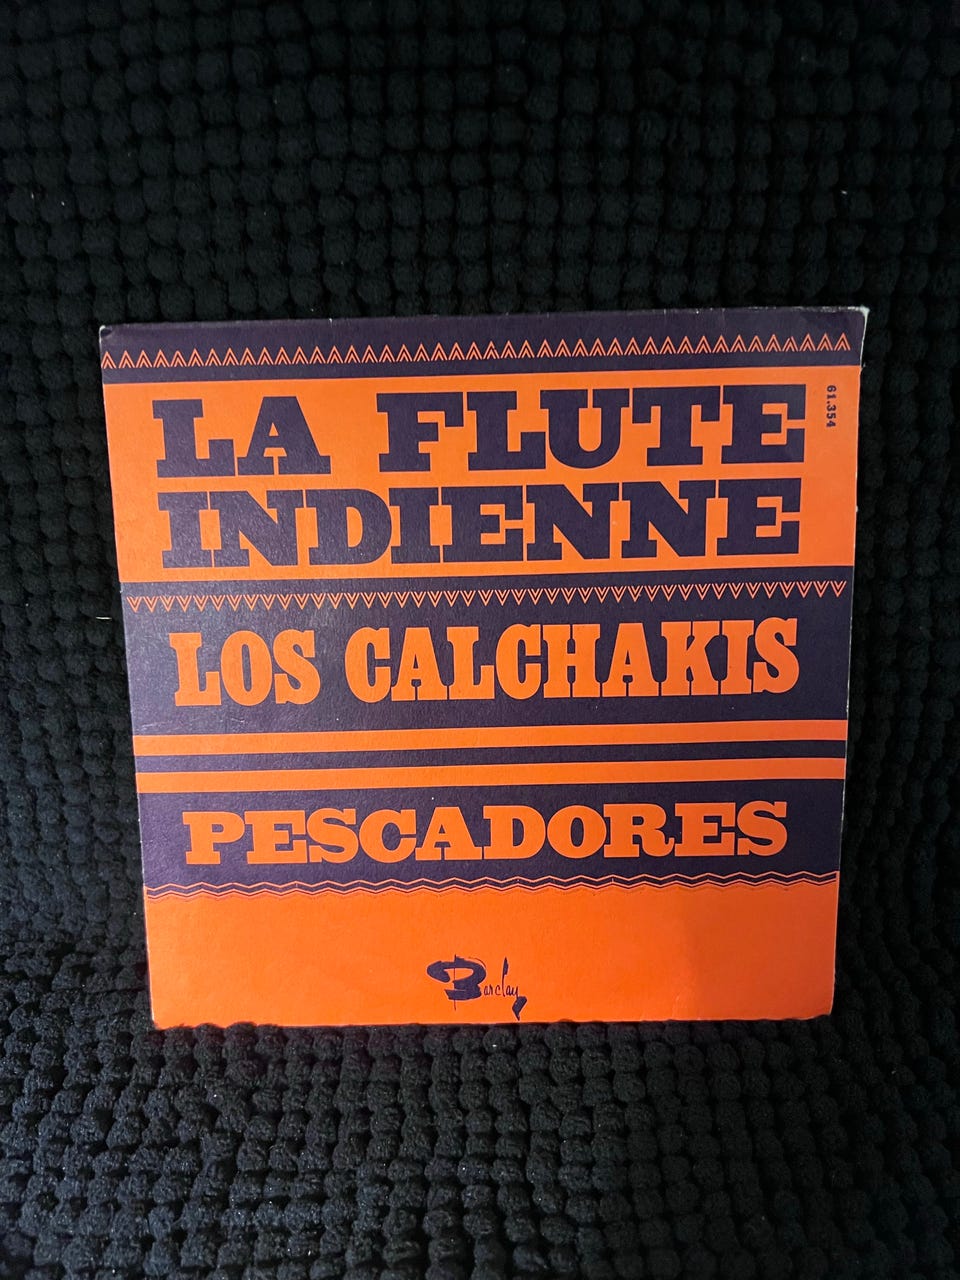 LA FLUTE
INDIENNE
61.354
LOS CALCHAKIS
PESCADORES
Barclay